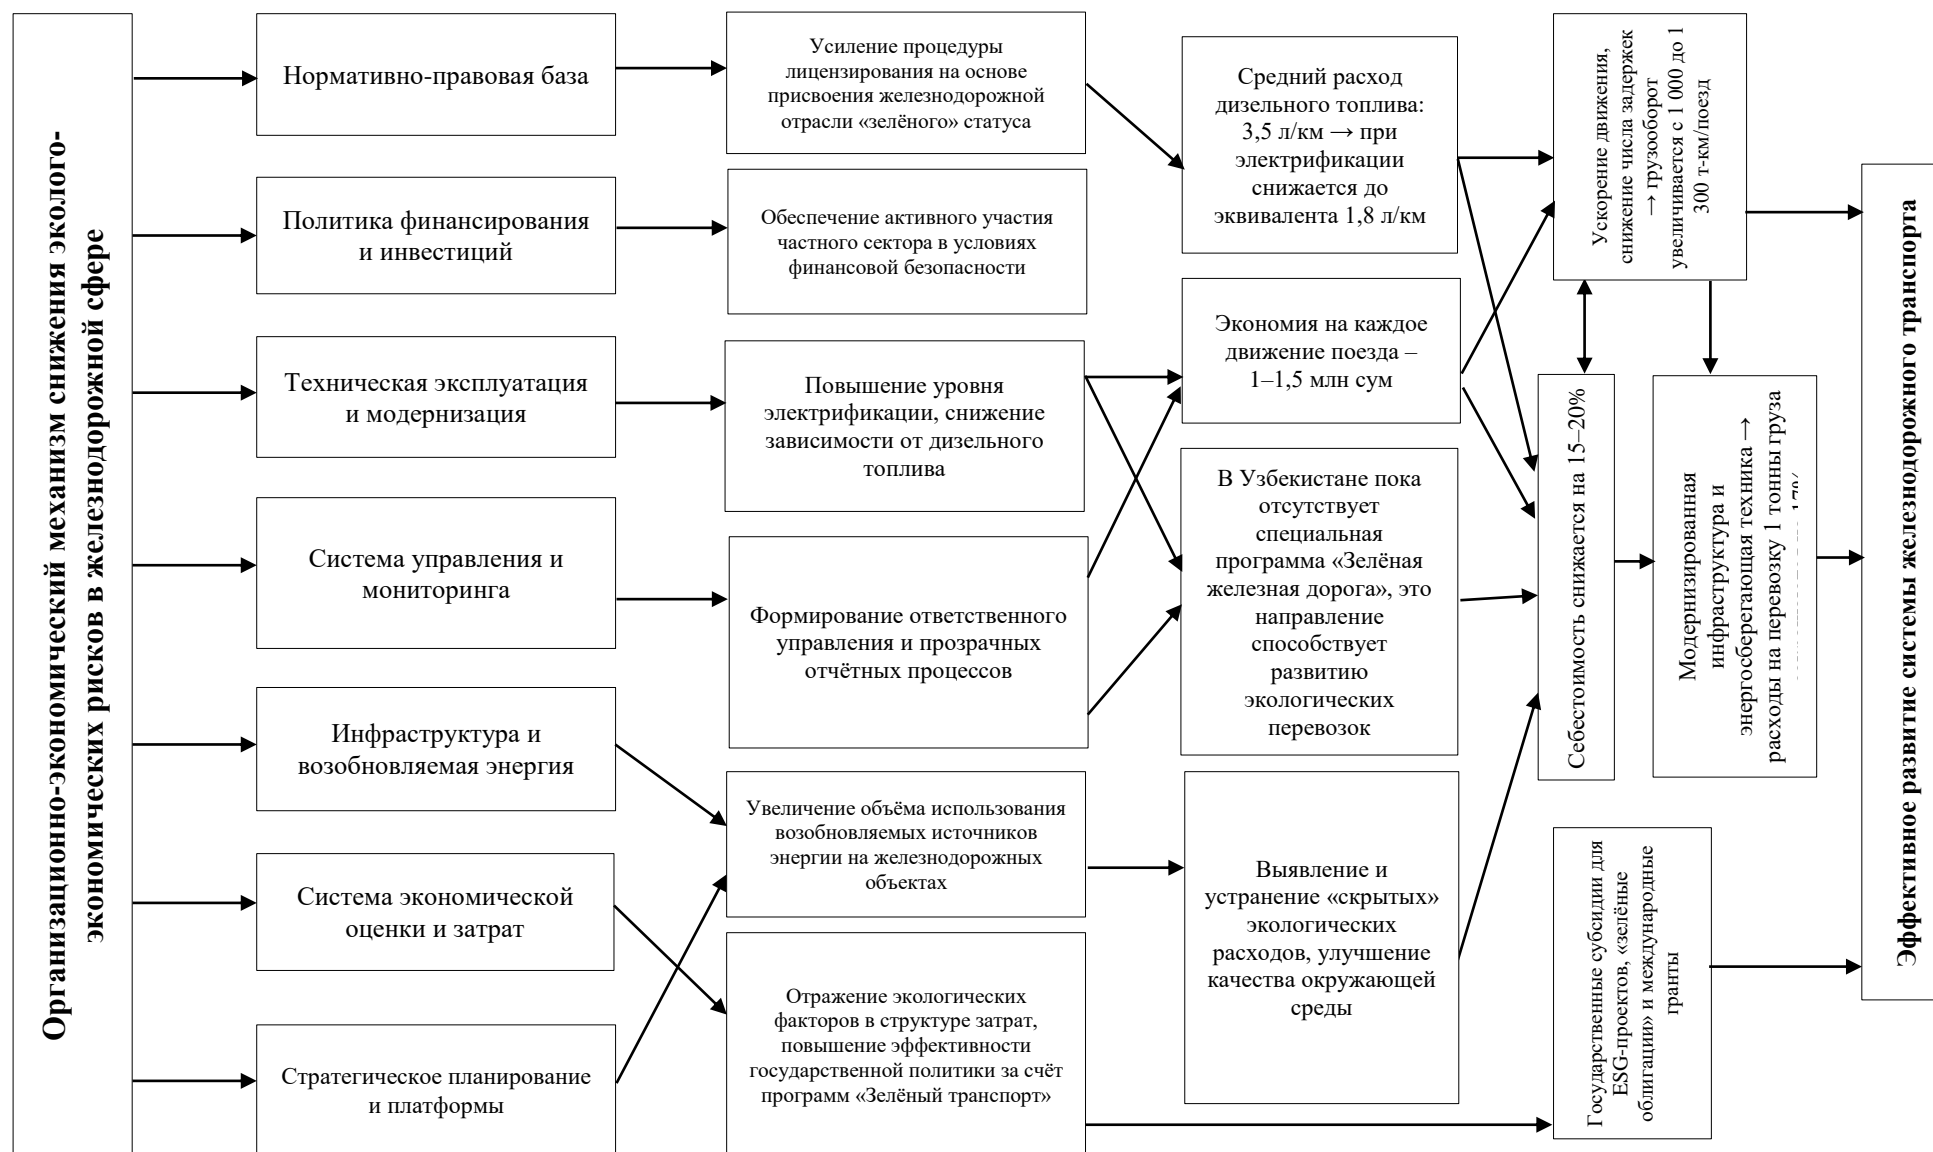 Организационно-экономический механизм снижения эколого-
экономических рисков в железнодорожной сфере
Нормативно-правовая база
Политика финансирования
и инвестиций
Техническая эксплуатация
и модернизация
Система управления и
мониторинга
Инфраструктура и
возобновляемая энергия
Система экономической
оценки и затрат
Стратегическое планирование
и платформы
Усиление процедуры
лицензирования на основе
присвоения железнодорожной
отрасли «зелёного» статуса
Обеспечение активного участия
частного сектора в условиях
финансовой безопасности
Повышение уровня
электрификации, снижение
зависимости от дизельного
топлива
Формирование ответственного
управления и прозрачных
отчётных процессов
Увеличение объёма использования
возобновляемых источников
энергии на железнодорожных
объектах
Отражение экологических
факторов в структуре затрат,
повышение эффективности
государственной политики за счёт
программ «Зелёный транспорт»
Средний расход
дизельного топлива:
3,5 л/км → при
электрификации
снижается до
эквивалента 1,8 л/км
Экономия на каждое
движение поезда –
1–1,5 млн сум
В Узбекистане пока
отсутствует
специальная
программа «Зелёная
железная дорога», это
направление
способствует
развитию
экологических
перевозок
Выявление и
устранение «скрытых»
экологических
расходов, улучшение
качества окружающей
среды
Ускорение движения,
снижение числа задержек
→ грузооборот
увеличивается с 1 000 до 1
300 т-км/поезд
Себестоимость снижается на 15–20%
Модернизированная
инфраструктура и
энергосберегающая техника →
расходы на перевозку 1 тонны груза
Государственные субсидии для
ESG-проектов, «зелёные
облигации» и международные
гранты
Эффективное развитие системы железнодорожного транспорта